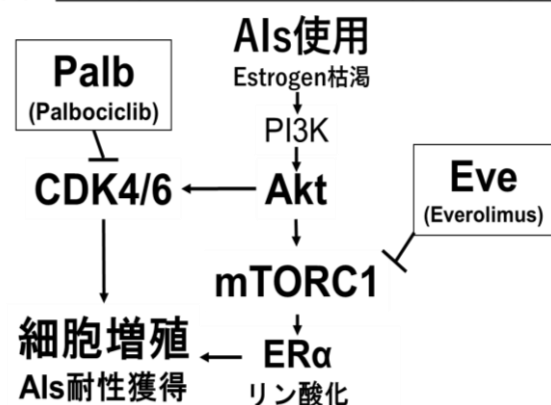 AIs使用
Estrogen枯渇
Palb
(Palbociclib)
PI3K
CDK4/6
Akt
Eve
(Everolimus)
mTORC1
細胞増殖
AIs耐性獲得
ERα
リン酸化